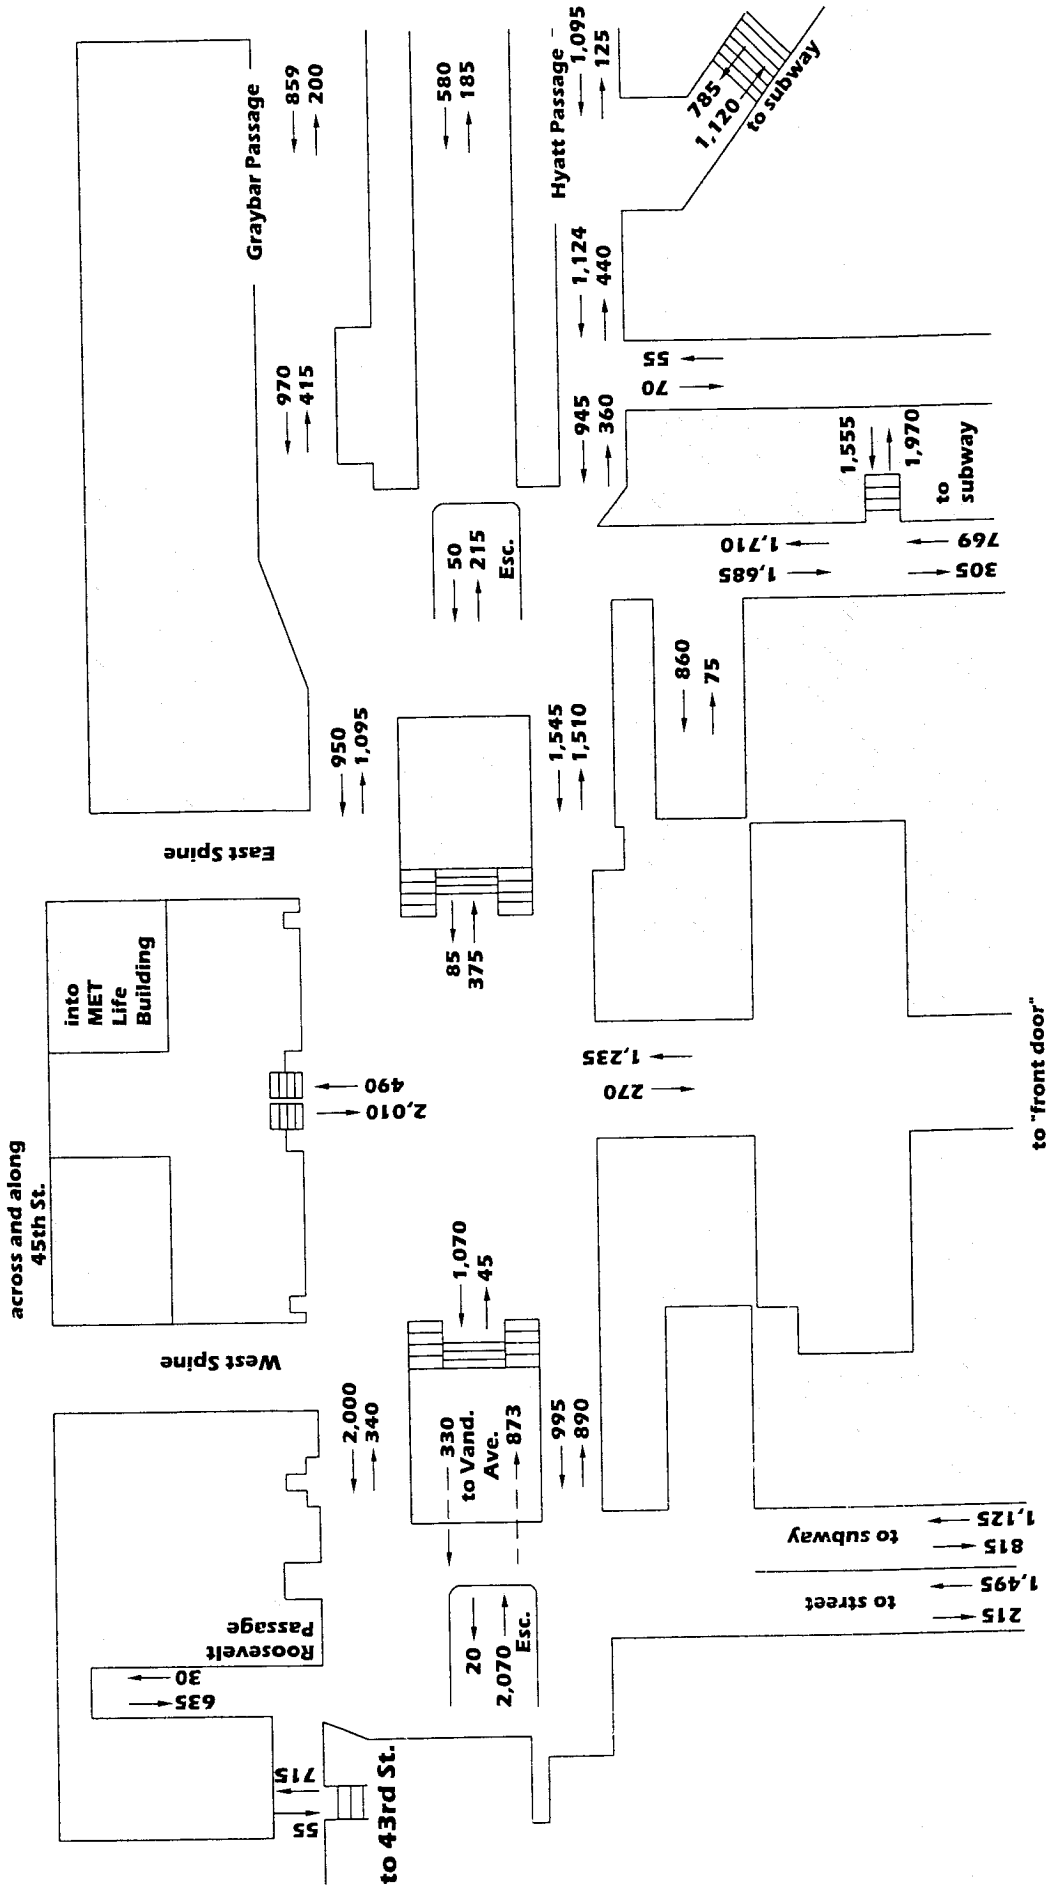 Graybar Passage
859
200
580
185
Hyatt Passage
1,095
125
785
1,120
to subway
970
415
1,124
440
945
360
55
70
1,555
1,970
to
subway
50
215
Esc.
1,710
1,685
769
305
860
75
950
1,095
1,545
1,510
East Spine
85
375
into
MET
Life
Building
490
2,010
1,235
270
to "front door"
across and along
45th St.
1,070
45
West Spine
2,000
340
330
to Vand.
Ave.
873
995
890
to subway
1,125
815
to street
1,495
215
Roosevelt
Passage
30
635
20
2,070
Esc.
715
55
to 43rd St.